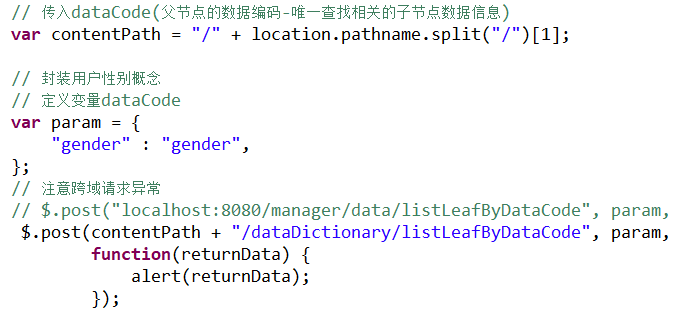 // 传入dataCode(父节点的数据编码-唯一查找相关的子节点数据信息)
var contentPath = "/" + location.pathname.split("/")[1];
// 封装用户性别概念
// 定义变量dataCode
var param = {
"gender" : "gender",
};
// 注意跨域请求异常
// $.post("localhost:8080/manager/data/listLeafByDataCode", param,
$.post(contentPath + "/dataDictionary/listLeafByDataCode", param,
function(returnData) {
alert(returnData);
});